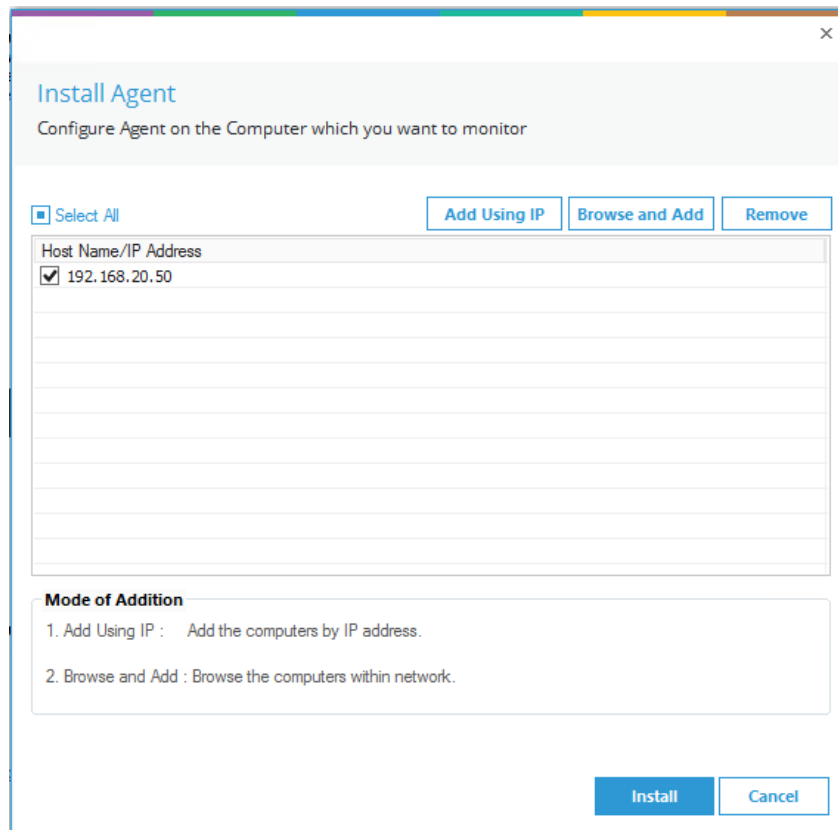 Install Agent
Configure Agent on the Computer which you want to monitor
Select All
Add Using IP
Browse and Add
Remove
Host Name/IP Address
192.168.20.50
Mode of Addition
1. Add Using IP : Add the computers by IP address.
2. Browse and Add : Browse the computers within network.
Install
Cancel